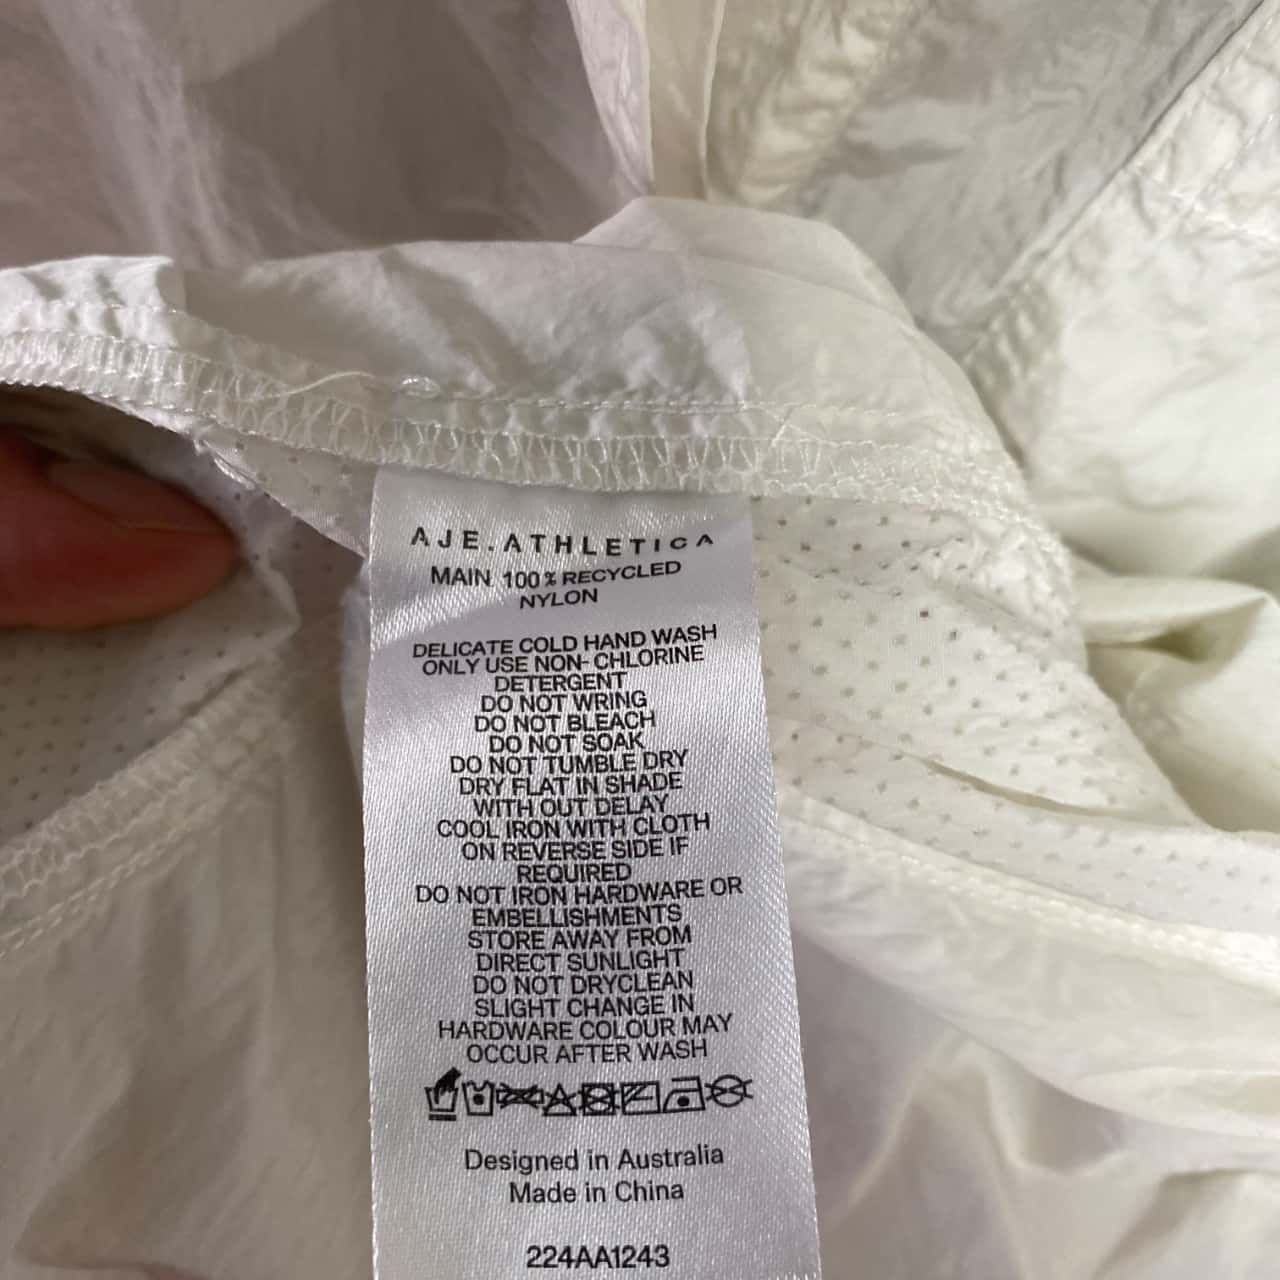 AJE.ATHLETICA
MAIN 100% RECYCLED
NYLON
DELICATE COLD HAND WASH
ONLY USE NON- CHLORINE
DETERGENT
DO NOT WRING
DO NOT BLEACH
DO NOT SOAK
DO NOT TUMBLE DRY
DRY FLAT IN SHADE
WITH OUT DELAY
COOL IRON WITH CLOTH
ON REVERSE SIDE IF
REQUIRED
DO NOT IRON HARDWARE OR
EMBELLISHMENTS
STORE AWAY FROM
DIRECT SUNLIGHT
DO NOT DRYCLEAN
SLIGHT CHANGE IN
HARDWARE COLOUR MAY
OCCUR AFTER WASH
Designed in Australia
Made in China
224AA1243